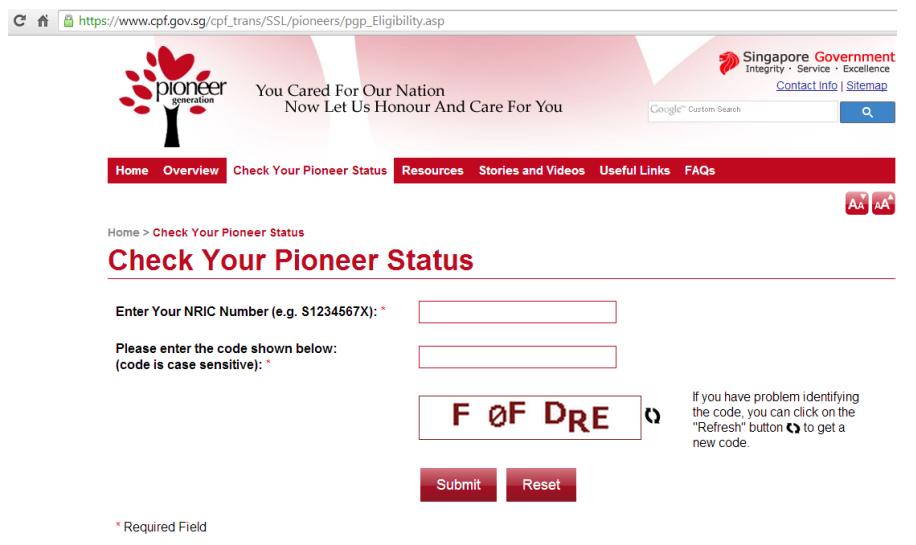 https://www.cpf.gov.sg/cpf_trans/SSL/pioneers/pgp_Eligibility.asp
pioneer
generation
You Cared For Our Nation
Now Let Us Honour And Care For You
Singapore Government
Integrity · Service · Excellence
Contact Info | Sitemap
Google™ Custom Search
Home Overview Check Your Pioneer Status Resources Stories and Videos Useful Links FAQs
AA AA
Home > Check Your Pioneer Status
Check Your Pioneer Status
Enter Your NRIC Number (e.g. S1234567X): *
Please enter the code shown below:
(code is case sensitive): *
F 0F DRE
If you have problem identifying
the code, you can click on the
"Refresh" button to get a
new code.
Submit Reset
* Required Field